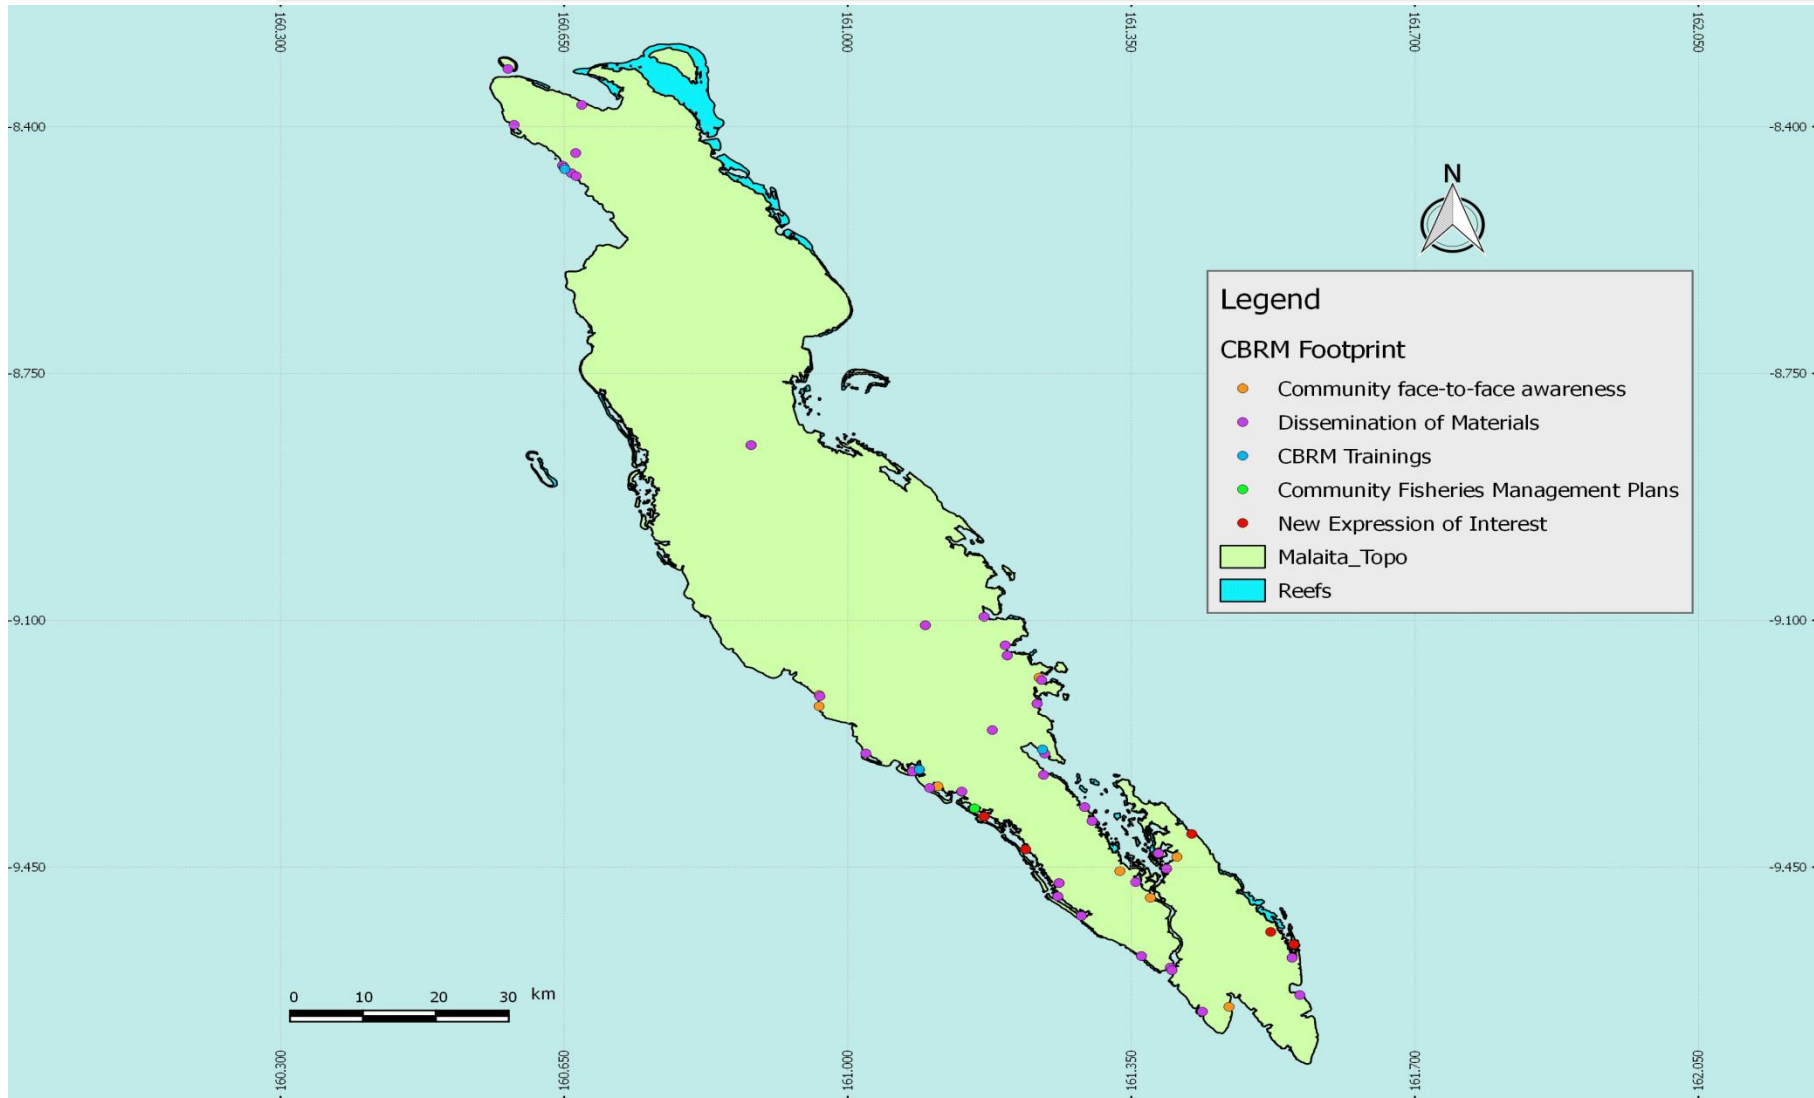 160.300
160.650
161.000
161.350
161.700
162.050
-8.400
-8.400
N
Legend
CBRM Footprint
Community face-to-face awareness
Dissemination of Materials
CBRM Trainings
Community Fisheries Management Plans
New Expression of Interest
Malaita_Topo
Reefs
-8.750
-8.750
-9.100
-9.100
-9.450
-9.450
0 10 20 30 km
160.300
160.650
161.000
161.350
161.700
162.050